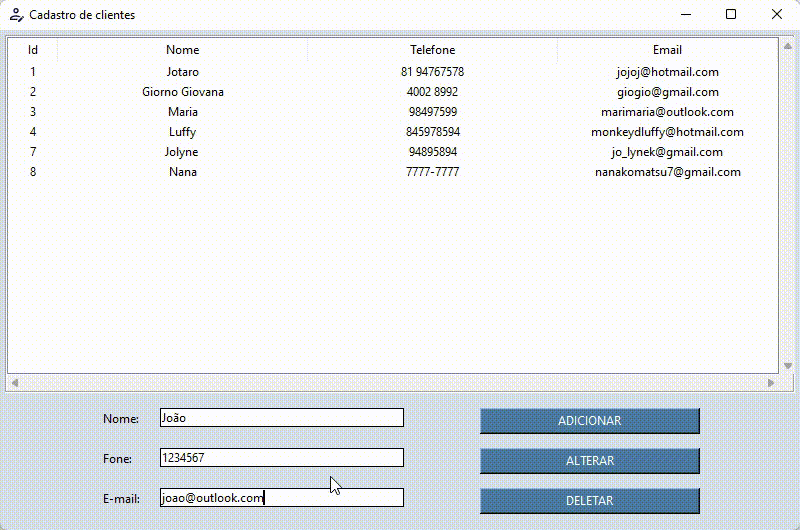 Cadastro de clientes
Id Nome Telefone Email
1 Jotaro 81 94767578 jojoj@hotmail.com
2 Giorno Giovana 4002 8992 giogio@gmail.com
3 Maria 98497599 marimaria@outlook.com
4 Luffy 845978594 monkeydluffy@hotmail.com
7 Jolyne 94895894 jo_lynek@gmail.com
8 Nana 7777-7777 nanakomatsu7@gmail.com
Nome: João ADICIONAR
Fone: 1234567 ALTERAR
E-mail: joao@outlook.com DELETAR